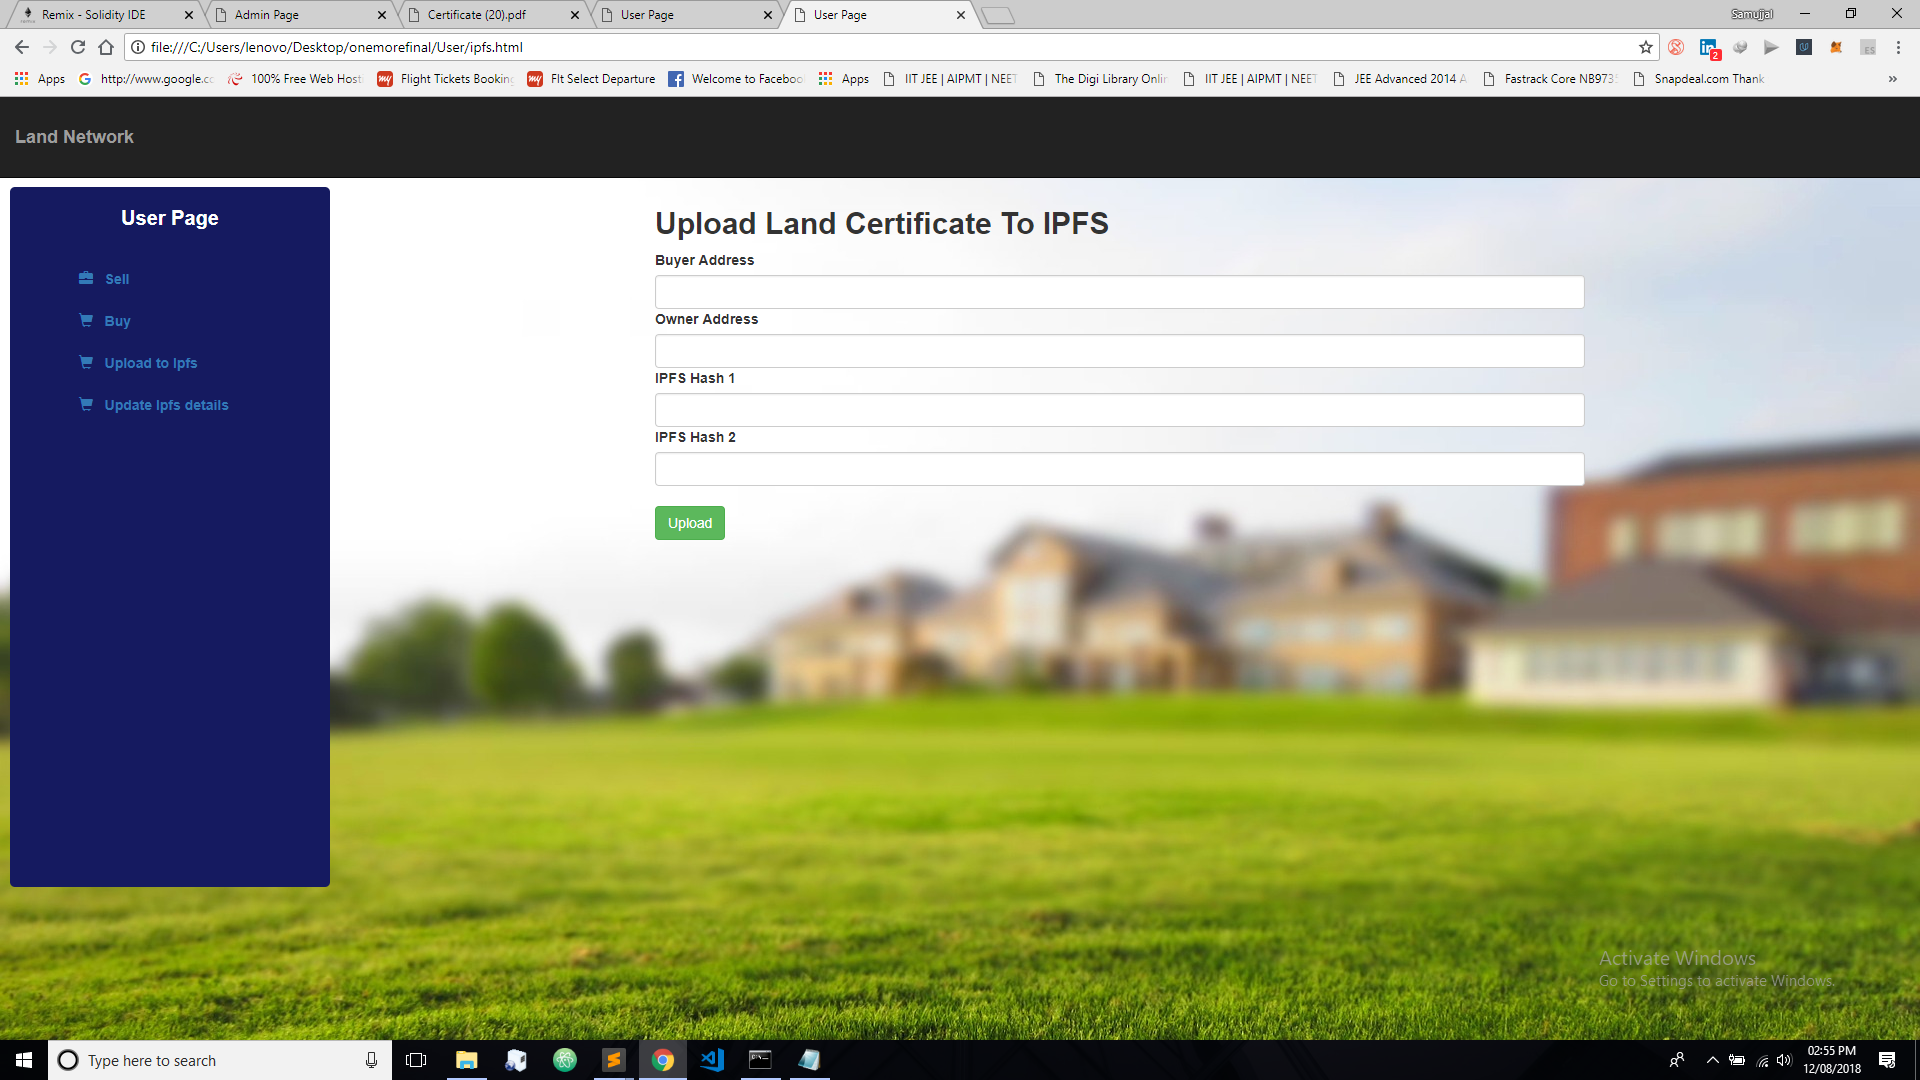 Remix - Solidity IDE
Admin Page
Certificate (20).pdf
User Page
User Page
Samujjal
file:///C:/Users/lenovo/Desktop/onemorefinal/User/ipfs.html
2
ES
Apps
http://www.google.cc
100% Free Web Host
my
Flight Tickets Booking
my
Flt Select Departure
Welcome to Faceboo
Apps
IIT JEE | AIPMT | NEET
The Digi Library Onlin
IIT JEE | AIPMT | NEET
JEE Advanced 2014 A
Fastrack Core NB973
Snapdeal.com Thank
»
Land Network
User Page
Sell
Buy
Upload to Ipfs
Update Ipfs details
Upload Land Certificate To IPFS
Buyer Address
Owner Address
IPFS Hash 1
IPFS Hash 2
Upload
Activate Windows
Go to Settings to activate Windows.
Type here to search
02:55 PM
12/08/2018